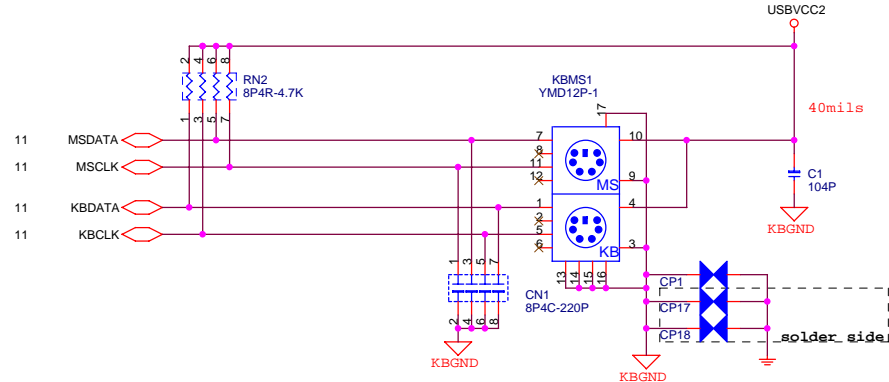 USBVCC2
2 4 6 8
RN2
8P4R-4.7K
1 3 5 7
KBMS1
YMD12P-1
17
40mils
11 MSDATA 7 10
8
11 MSCLK 11
12 MS 9
C1
104P
11 KBDATA 1 4
2
KBGND
11 KBCLK 5
6 KB 3
1 3 5 7
13 14 15 16
CP1
CN1
8P4C-220P
CP17
2 4 6 8
CP18
solder side
KBGND
KBGND